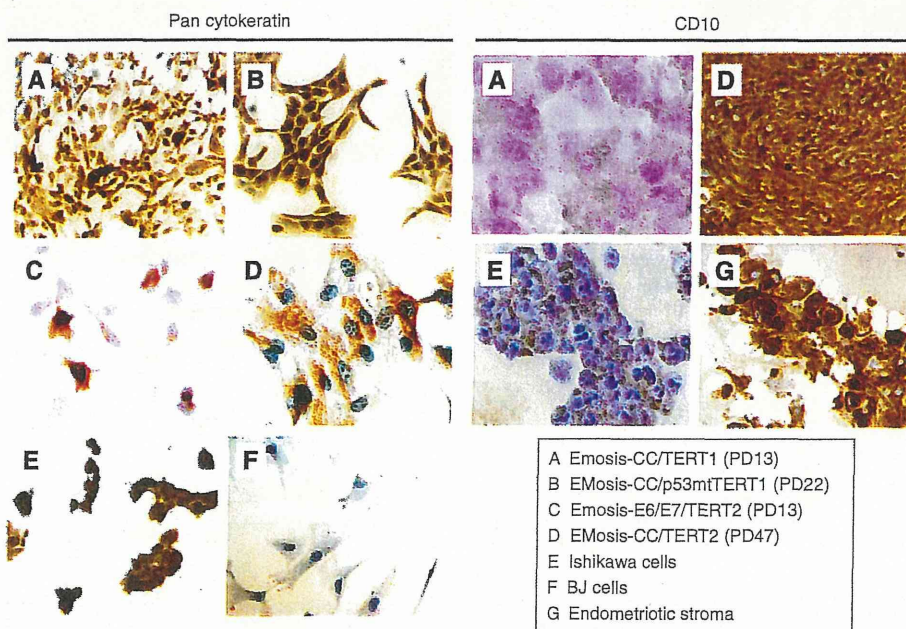 Pan cytokeratin
CD10
A
B
A
D
C
D
E
G
E
F
A Emosis-CC/TERT1 (PD13)
B EMosis-CC/p53mtTERT1 (PD22)
C Emosis-E6/E7/TERT2 (PD13)
D EMosis-CC/TERT2 (PD47)
E Ishikawa cells
F BJ cells
G Endometriotic stroma